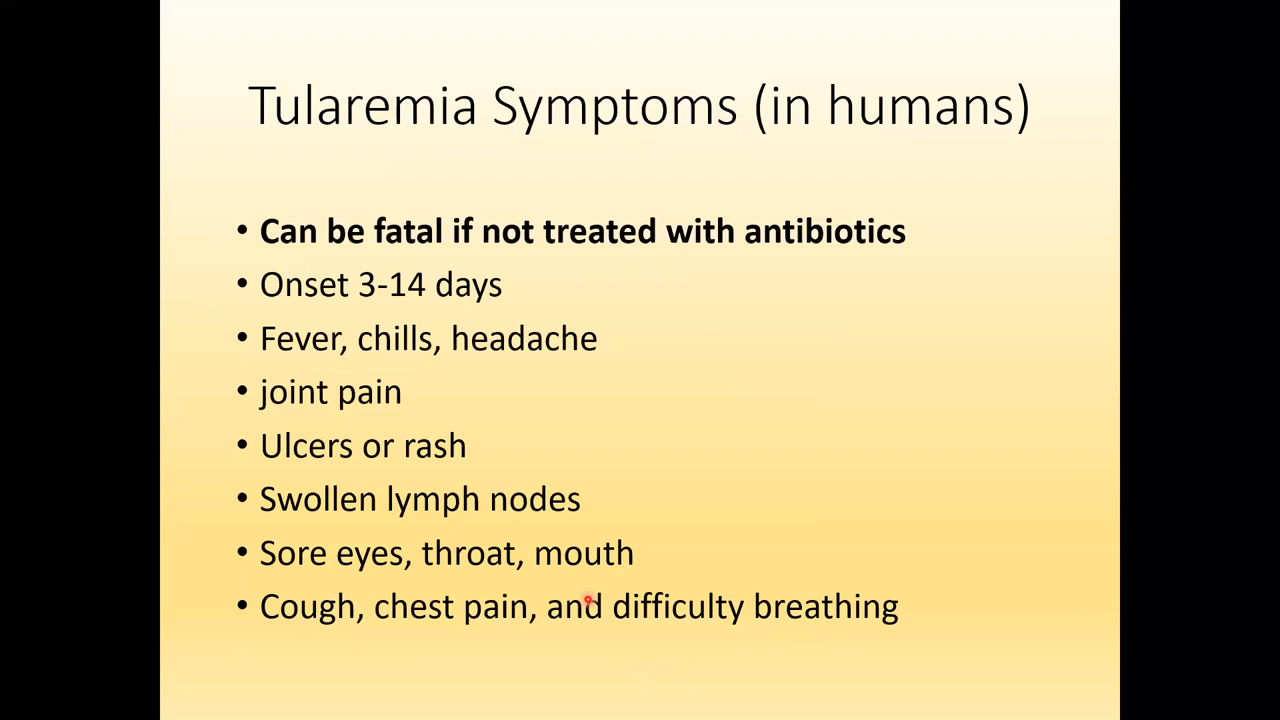 Tularemia Symptoms (in humans)
• Can be fatal if not treated with antibiotics
• Onset 3-14 days
• Fever, chills, headache
• joint pain
• Ulcers or rash
• Swollen lymph nodes
• Sore eyes, throat, mouth
• Cough, chest pain, and difficulty breathing